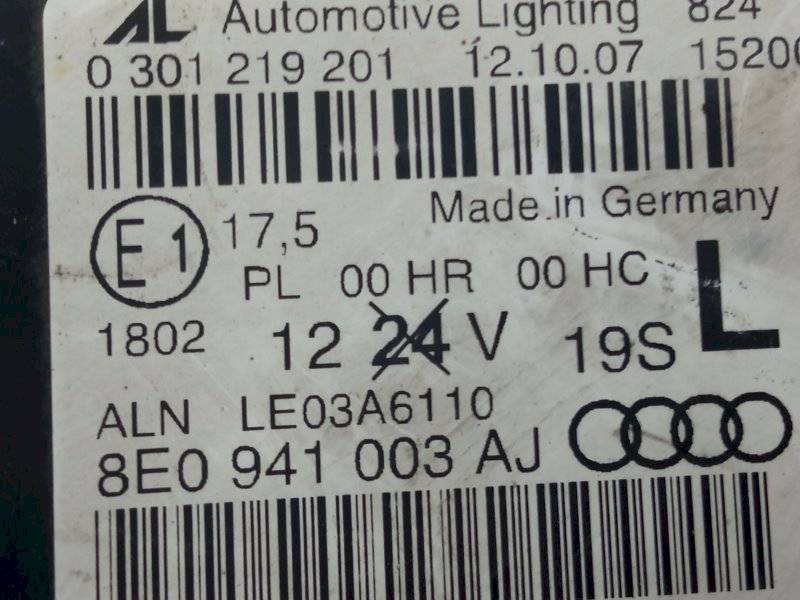 AL Automotive Lighting 824
0 301 219 201 12.10.07 1520
E1 17,5 Made in Germany
PL 00 HR 00 HC L
1802 12 24 V 19S
ALN LE03A6110
8E0 941 003 AJ